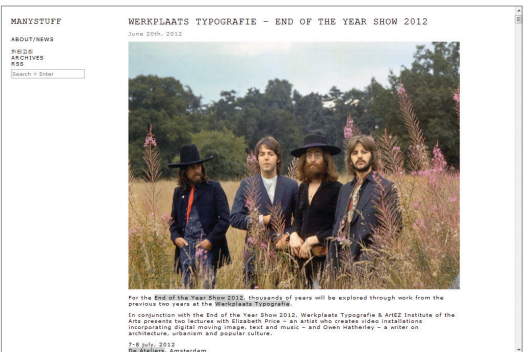 MANYSTUFF
ABOUT/NEWS
ARCHIVES
RSS
Search + Enter
WERKPLAATS TYPOGRAFIE – END OF THE YEAR SHOW 2012
June 20th, 2012
For the End of the Year Show 2012, thousands of years will be explored through work from the
previous two years at the Werkplaats Typografie.
In conjunction with the End of the Year Show 2012, Werkplaats Typografie & ArtEZ Institute of the
Arts presents two lectures with Elizabeth Price – an artist who creates video installations
incorporating digital moving image, text and music – and Owen Hatherley – a writer on
architecture, urbanism and popular culture.
7-8 july, 2012
De Ateliers, Amsterdam